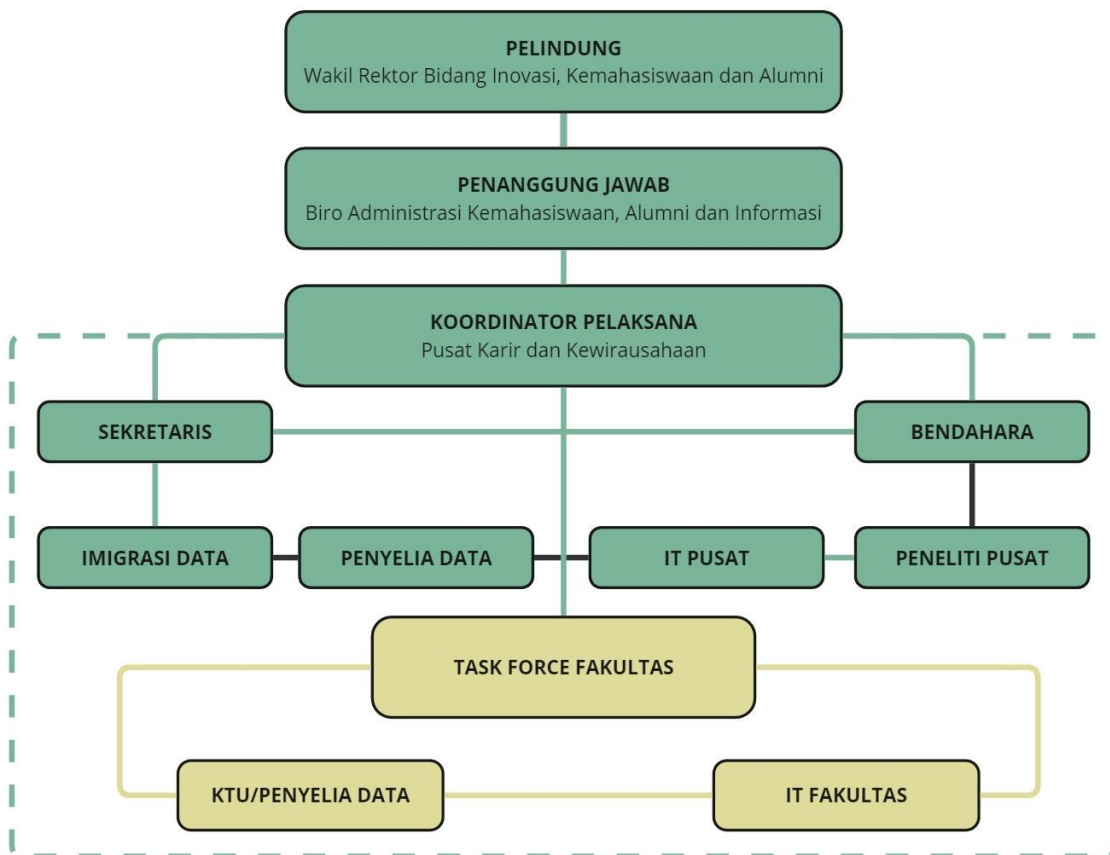 PELINDUNG
Wakil Rektor Bidang Inovasi, Kemahasiswaan dan Alumni
PENANGGUNG JAWAB
Biro Administrasi Kemahasiswaan, Alumni dan Informasi
KOORDINATOR PELAKSANA
Pusat Karir dan Kewirausahaan
SEKRETARIS
BENDAHARA
IMIGRASI DATA
PENYELIA DATA
IT PUSAT
PENELITI PUSAT
TASK FORCE FAKULTAS
KTU/PENYELIA DATA
IT FAKULTAS